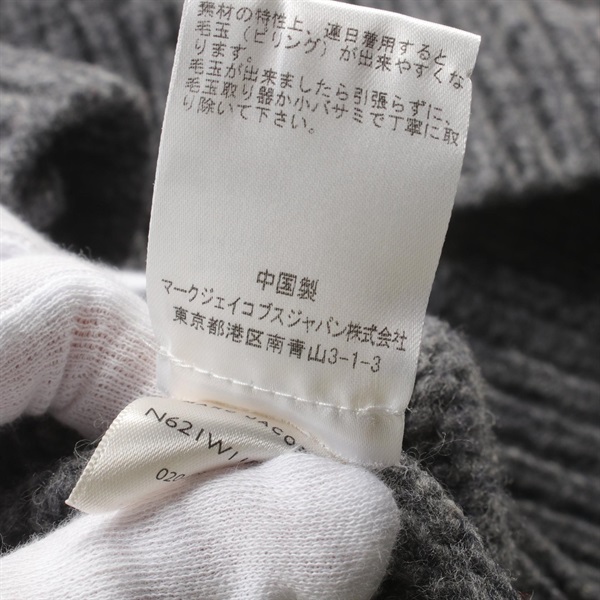 素材の特性上、連日着用すると
毛玉（ピリング）が出来やすくな
ります。
毛玉が出来ましたら引張らずに、
毛玉取り器か小バサミで丁寧に取
り除いて下さい。
中国製
マークジェイコブスジャパン株式会社
東京都港区南青山3-1-3
N621W1
020